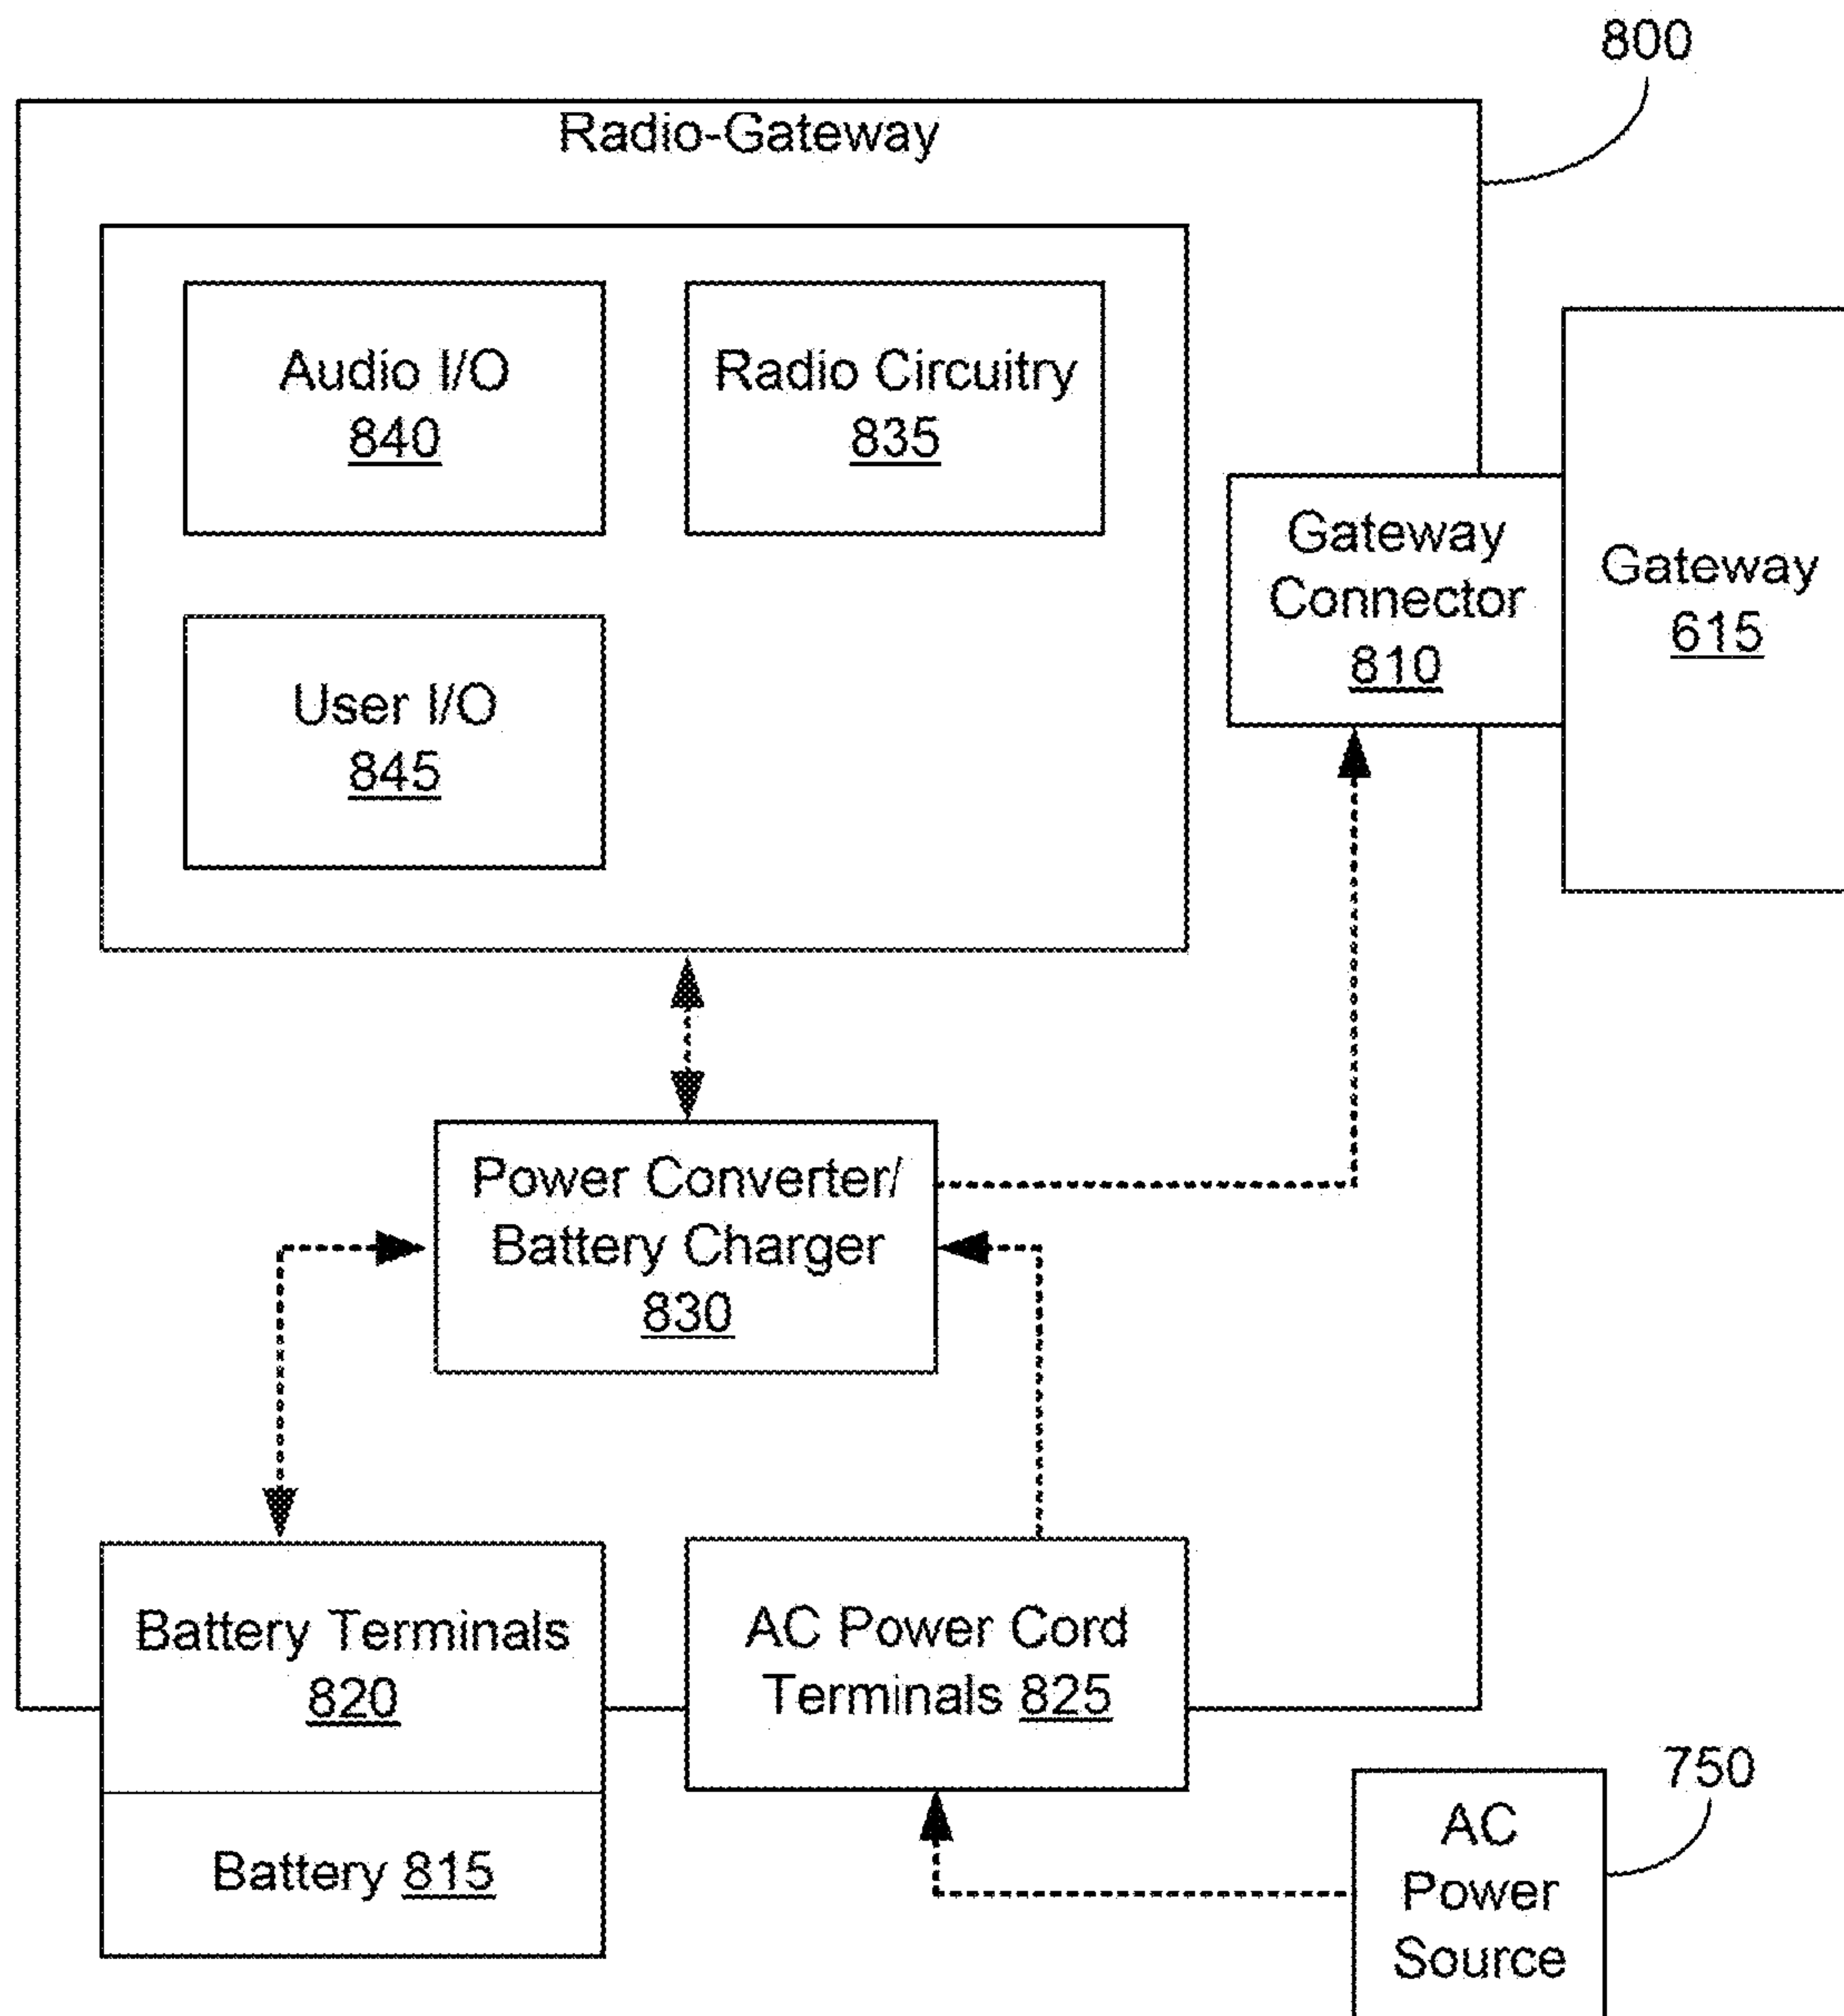 800
Radio-Gateway
Audio I/O
840
Radio Circuitry
835
Gateway
Connector
810
Gateway
615
User I/O
845
Power Converter/
Battery Charger
830
Battery Terminals
820
AC Power Cord
Terminals 825
Battery 815
750
AC
Power
Source